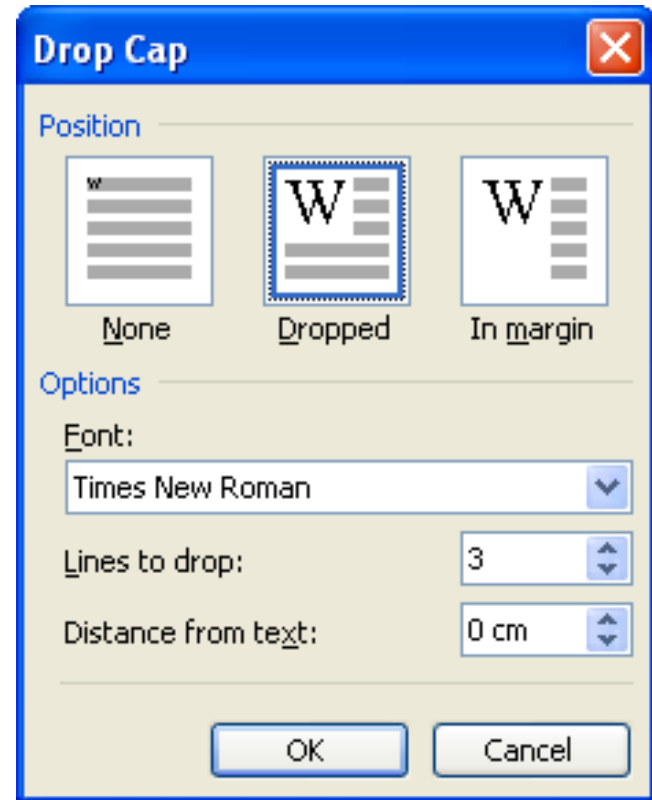 Drop Cap
Position
W W W
None Dropped In margin
Options
Font:
Times New Roman
Lines to drop: 3
Distance from text: 0 cm
OK Cancel